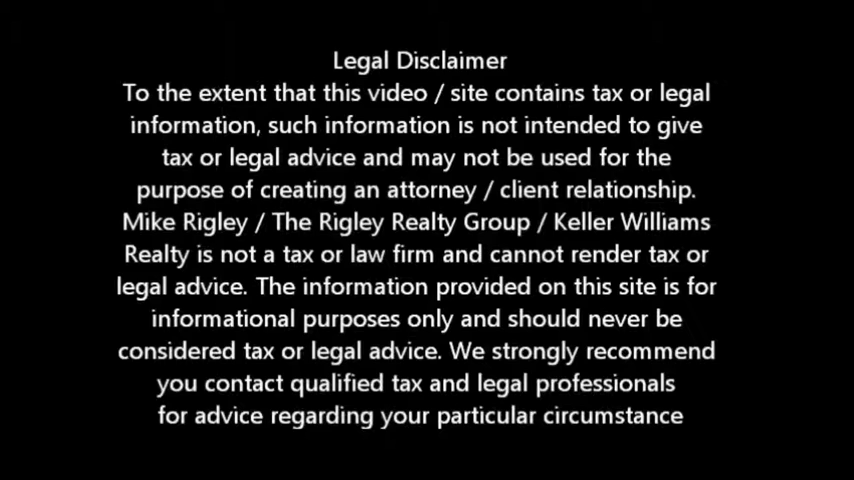 Legal Disclaimer
To the extent that this video / site contains tax or legal
information, such information is not intended to give
tax or legal advice and may not be used for the
purpose of creating an attorney / client relationship.
Mike Rigley / The Rigley Realty Group / Keller Williams
Realty is not a tax or law firm and cannot render tax or
legal advice. The information provided on this site is for
informational purposes only and should never be
considered tax or legal advice. We strongly recommend
you contact qualified tax and legal professionals
for advice regarding your particular circumstance